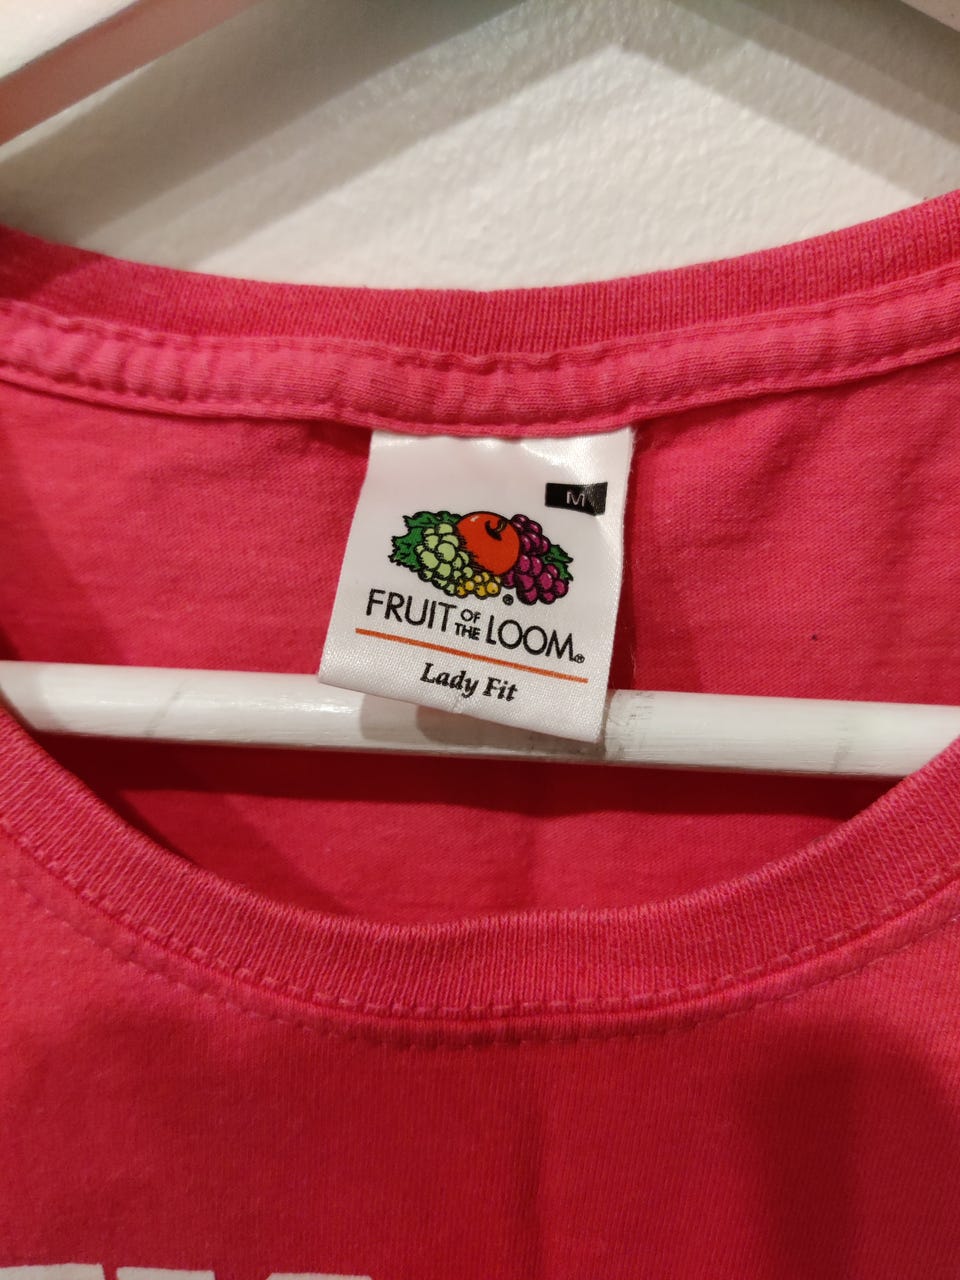 M
FRUIT OF THE LOOM®
Lady Fit